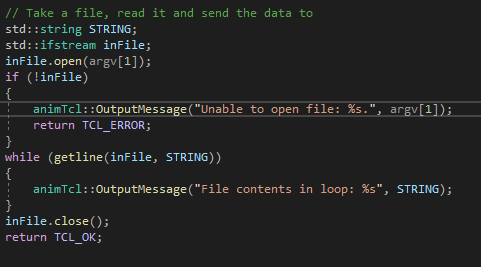 // Take a file, read it and send the data to
std::string STRING;
std::ifstream inFile;
inFile.open(argv[1]);
if (!inFile)
{
animTcl::OutputMessage("Unable to open file: %s.", argv[1]);
return TCL_ERROR;
}
while (getline(inFile, STRING))
{
animTcl::OutputMessage("File contents in loop: %s", STRING);
}
inFile.close();
return TCL_OK;